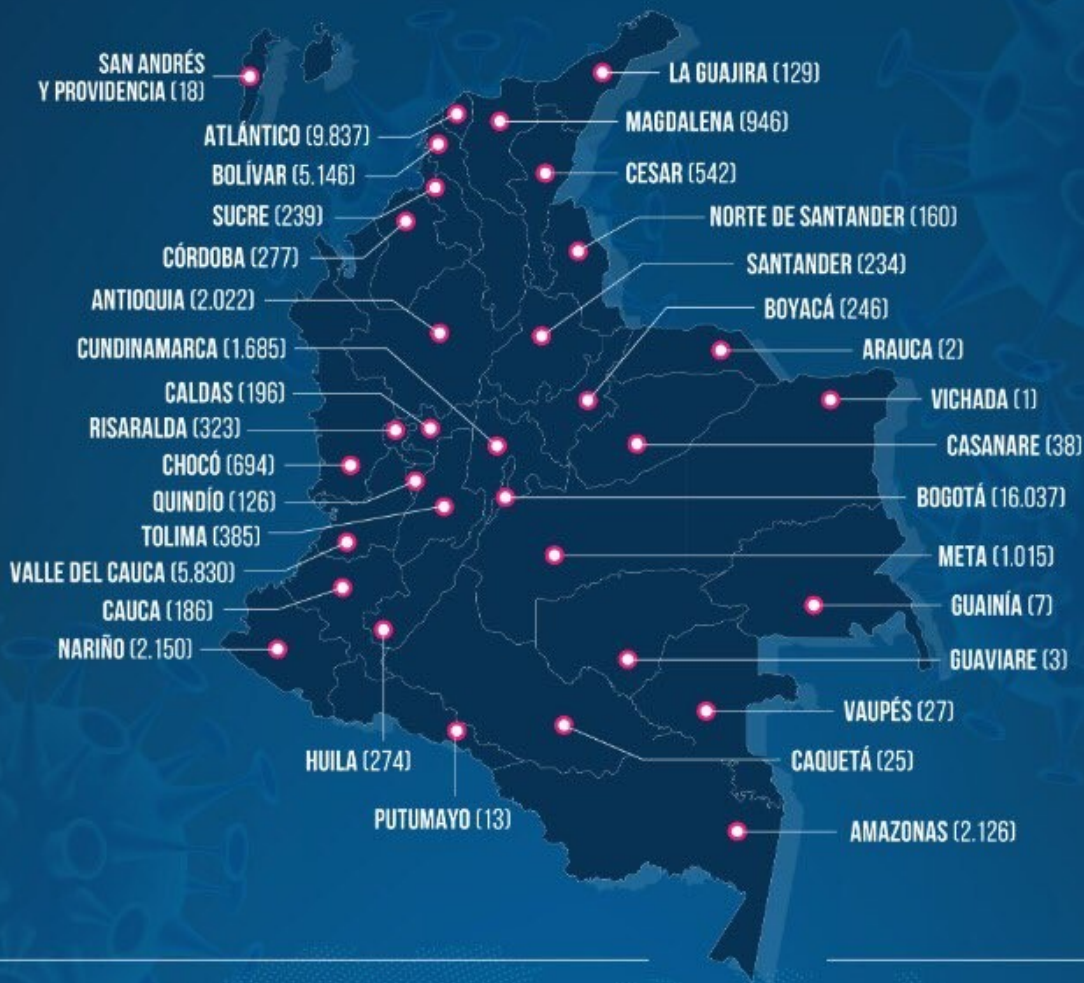 SAN ANDRÉS
Y PROVIDENCIA (18)
ATLÁNTICO (9.837)
BOLÍVAR (5.146)
SUCRE (239)
CÓRDOBA (277)
ANTIOQUIA (2.022)
CUNDINAMARCA (1.685)
CALDAS (196)
RISARALDA (323)
CHOCÓ (694)
QUINDÍO (126)
TOLIMA (385)
VALLE DEL CAUCA (5.830)
CAUCA (186)
NARIÑO (2.150)
HUILA (274)
PUTUMAYO (13)
LA GUAJIRA (129)
MAGDALENA (946)
CESAR (542)
NORTE DE SANTANDER (160)
SANTANDER (234)
BOYACÁ (246)
ARAUCA (2)
VICHADA (1)
CASANARE (38)
BOGOTÁ (16.037)
META (1.015)
GUAINÍA (7)
GUAVIARE (3)
VAUPÉS (27)
CAQUETÁ (25)
AMAZONAS (2.126)